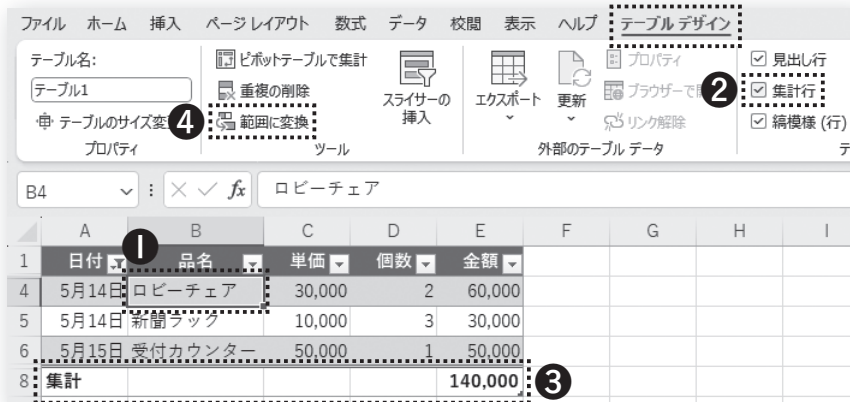 ファイル ホーム 挿入 ページ レイアウト 数式 データ 校閲 表示 ヘルプ テーブル デザイン
テーブル名:
テーブル1
テーブルのサイズ変
プロパティ
ピボットテーブルで集計
重複の削除
❹ 範囲に変換
ツール
スライサーの
挿入
エクスポート
更新
プロパティ
ブラウザーで
リンク解除
外部のテーブル データ
見出し行
❷ 集計行
縞模様 (行)
テ
B4 fx ロビーチェア
A B C D E F G H I
❶
1 日付 品名 単価 個数 金額
4 5月14日 ロビーチェア 30,000 2 60,000
5 5月14日 新聞ラック 10,000 3 30,000
6 5月15日 受付カウンター 50,000 1 50,000
8 集計 140,000 ❸